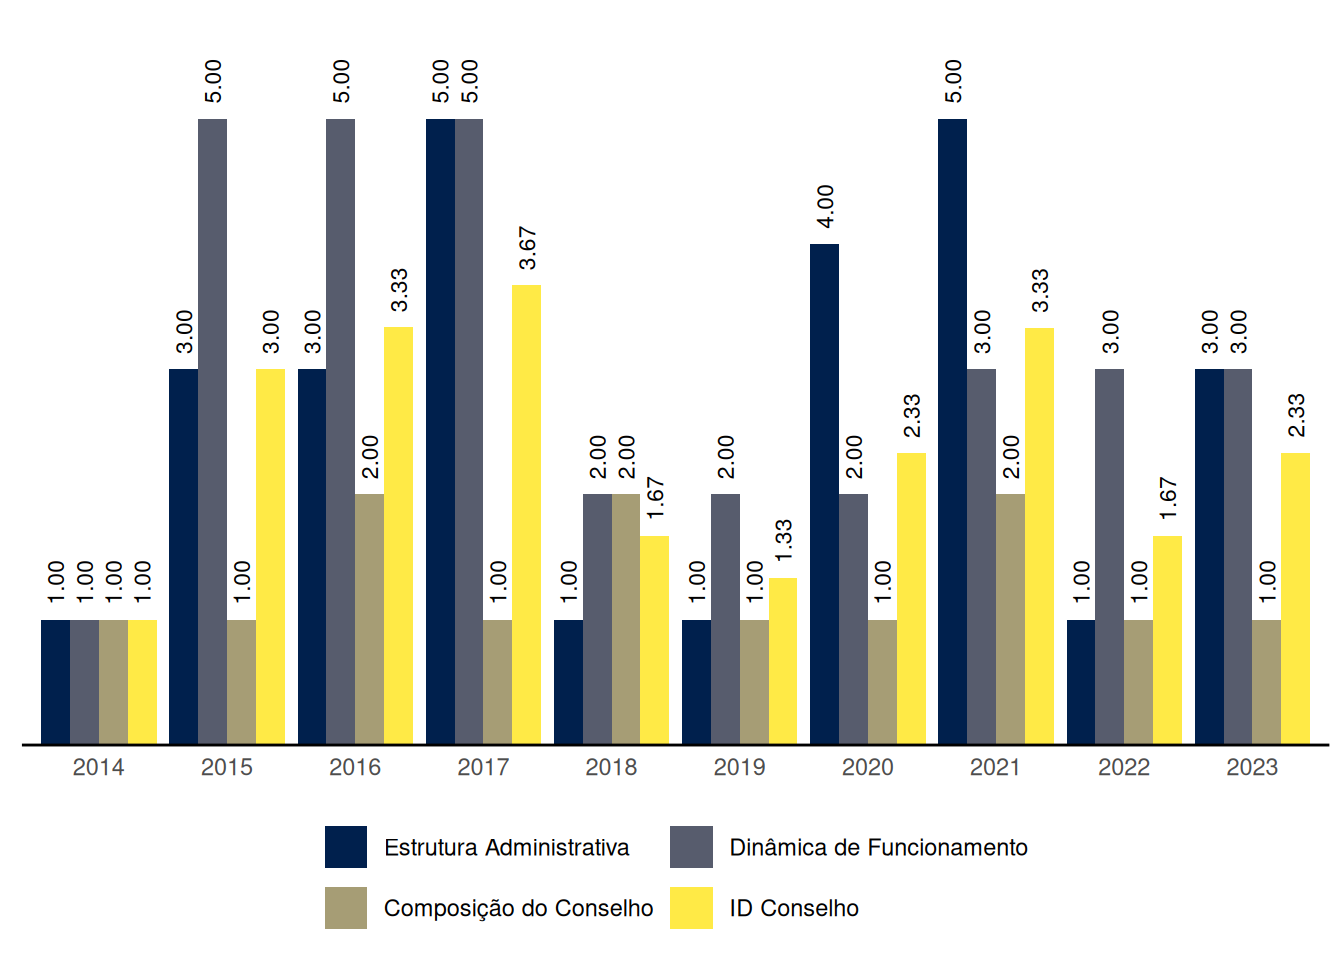 1.00 1.00 1.00 1.00
3.00 5.00 1.00 3.00
3.00 5.00 2.00 3.33
5.00 5.00 1.00 3.67
1.00 2.00 2.00 1.67
1.00 2.00 1.00 1.33
4.00 2.00 1.00 2.33
5.00 3.00 2.00 3.33
1.00 3.00 1.00 1.67
3.00 3.00 1.00 2.33
2014 2015 2016 2017 2018 2019 2020 2021 2022 2023
Estrutura Administrativa Dinâmica de Funcionamento
Composição do Conselho ID Conselho